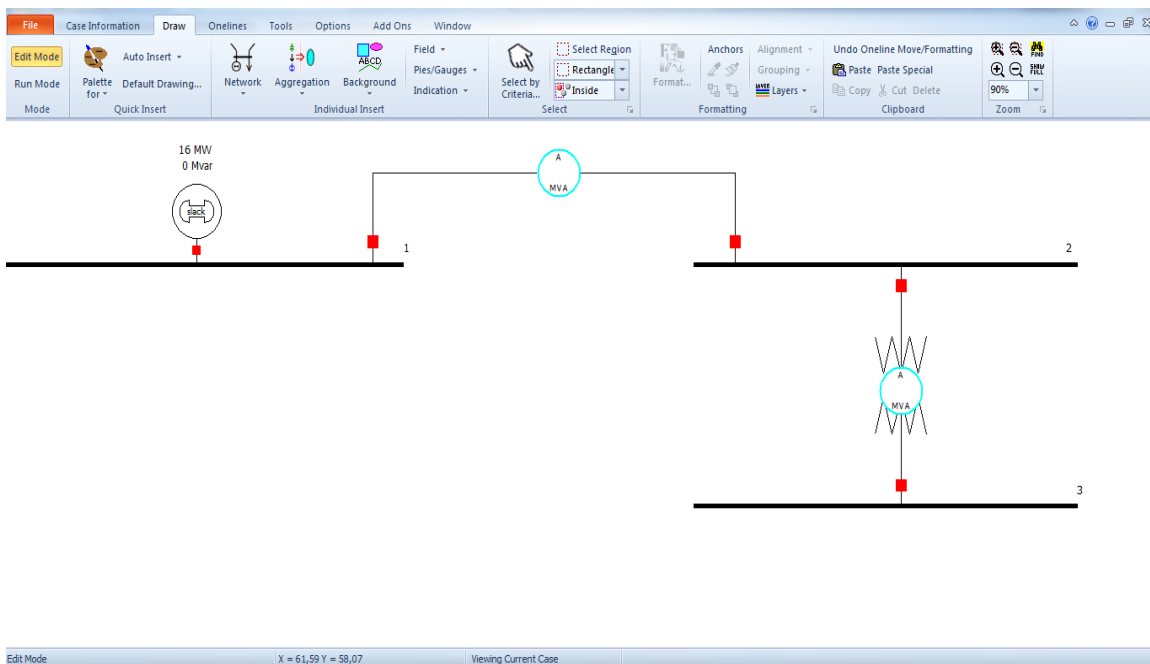 File Case Information Draw Onelines Tools Options Add Ons Window
Edit Mode
Run Mode
Mode
Palette for
Auto Insert
Default Drawing...
Quick Insert
Network
Aggregation
ABCD
Background
Field
Pies/Gauges
Indication
Individual Insert
Select by
Criteria...
Select Region
Rectangle
Inside
Select
Format...
Anchors
Alignment
Grouping
Layers
Formatting
Undo Oneline Move/Formatting
Paste Paste Special
Copy Cut Delete
Clipboard
FIND
FULL
90%
Zoom
16 MW
0 Mvar
slack
1
A
MVA
2
A
MVA
3
Edit Mode X = 61,59 Y = 58,07 Viewing Current Case